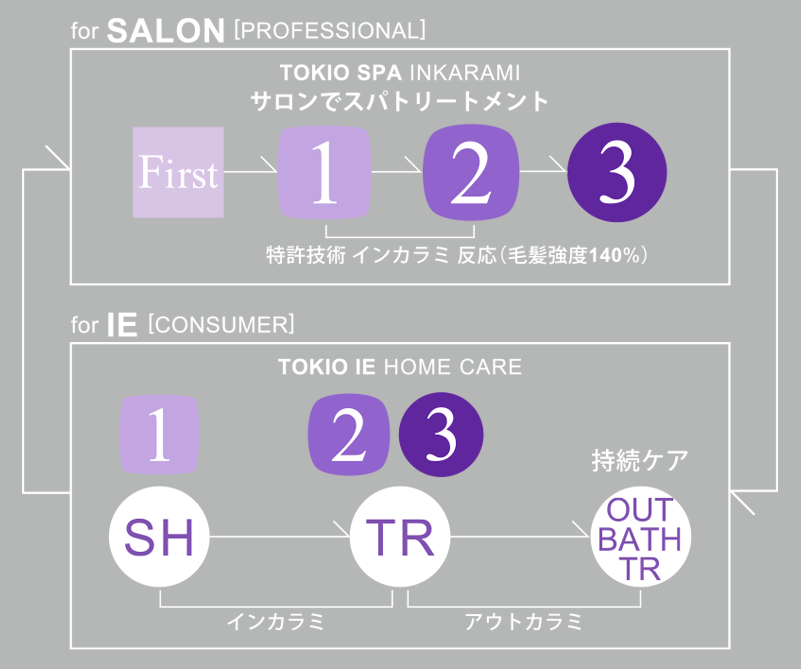 for SALON [PROFESSIONAL]
TOKIO SPA INKARAMI
サロンでスパトリートメント
First 1 2 3
特許技術 インカラミ 反応（毛髪強度140%）
for IE [CONSUMER]
TOKIO IE HOME CARE
1 2 3
持続ケア
SH TR OUT
BATH
TR
インカラミ アウトカラミ